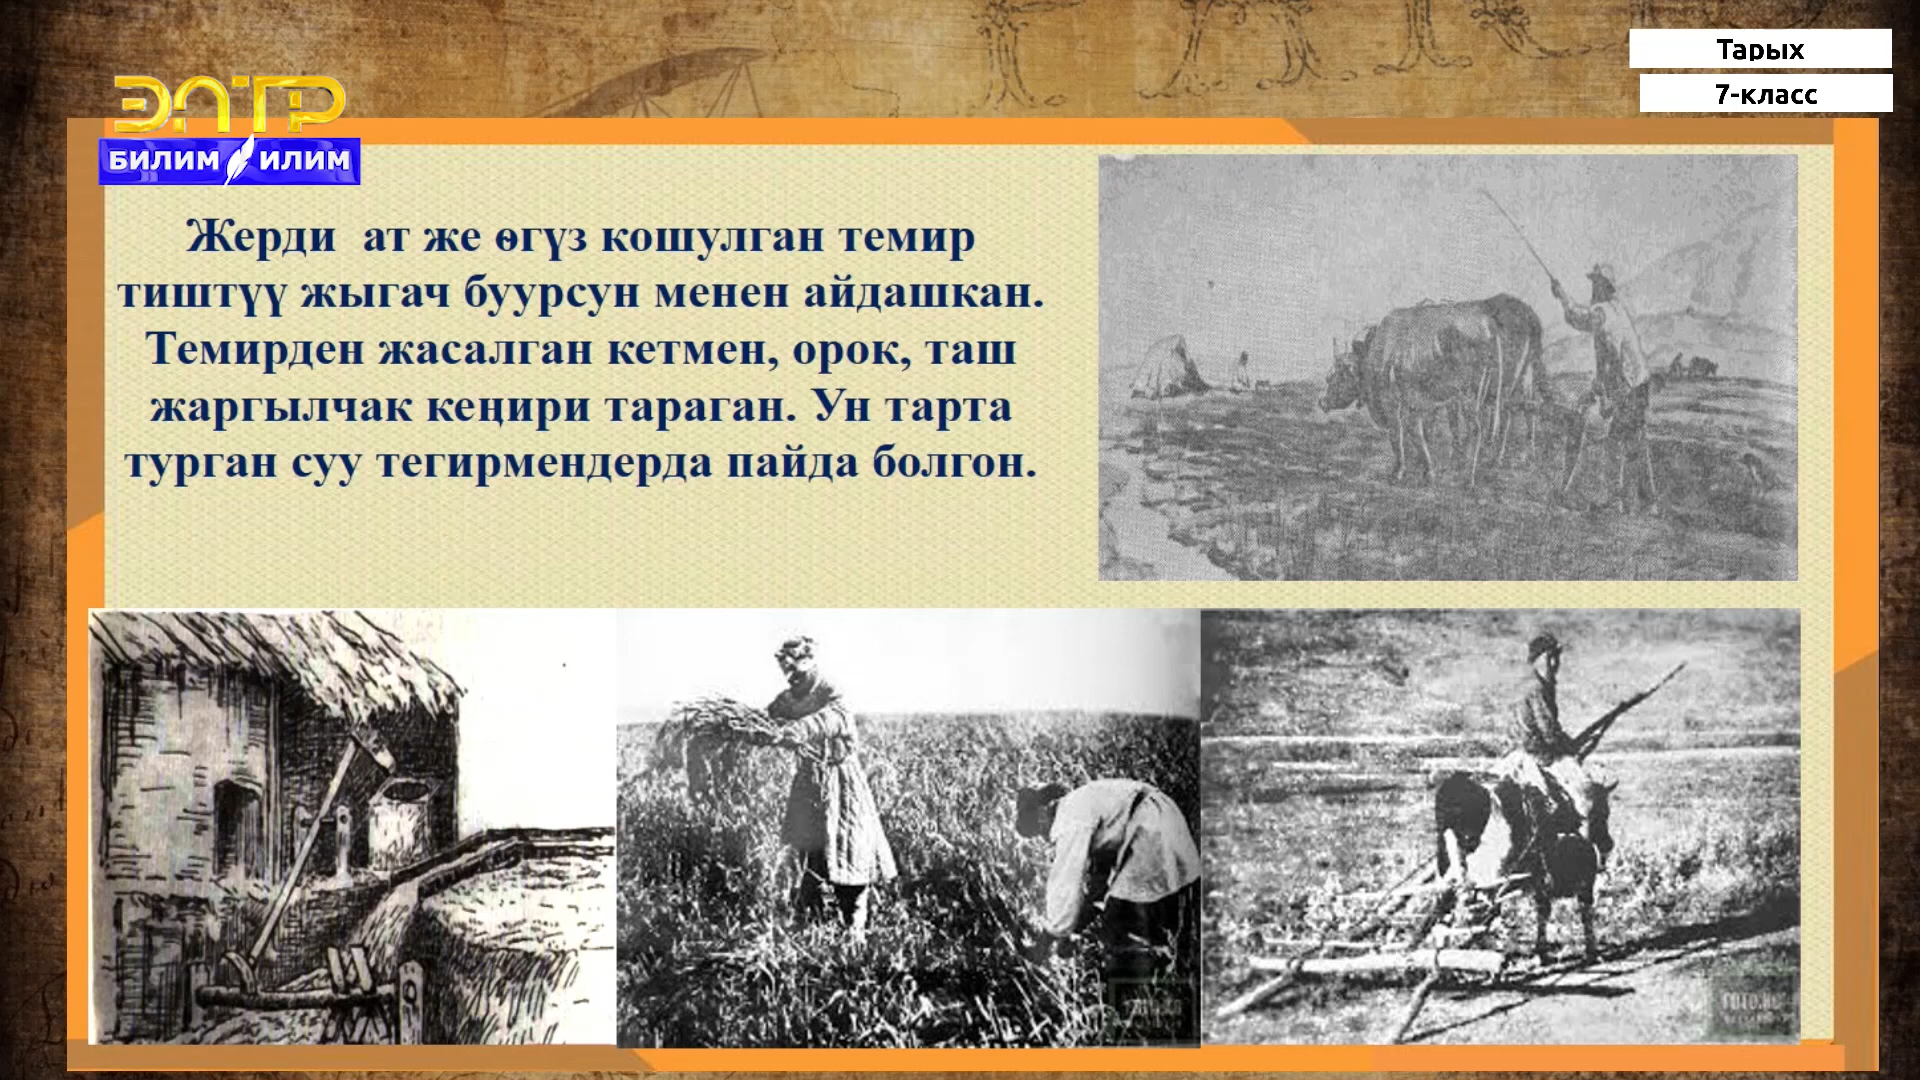 Тарых
7-класс
ЭЛТР
БИЛИМ ИЛИМ
Жерди ат же өгүз кошулган темир
тиштүү жыгач буурсун менен айдашкан.
Темирден жасалган кетмен, орок, таш
жаргылчак кеңири тараган. Ун тарта
турган суу тегирмендерда пайда болгон.